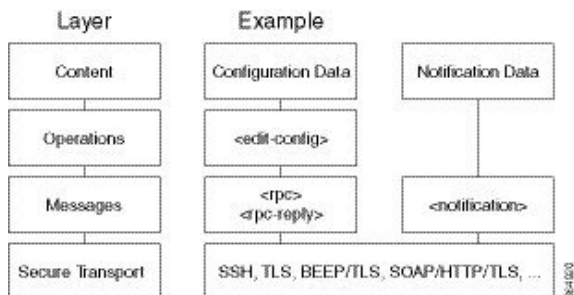 Layer Example
Content Configuration Data Notification Data
Operations <edit-config>
Messages <rpc>
<rpc-reply> <notification>
Secure Transport SSH, TLS, BEEP/TLS, SOAP/HTTP/TLS, ...